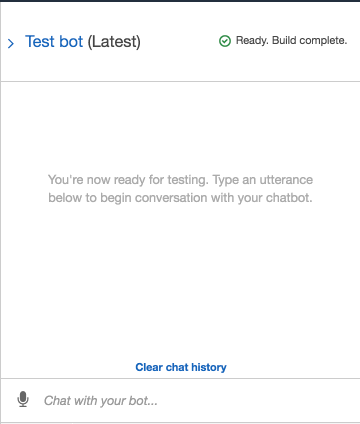 Test bot (Latest)
Ready. Build complete.
You're now ready for testing. Type an utterance
below to begin conversation with your chatbot.
Clear chat history
Chat with your bot...